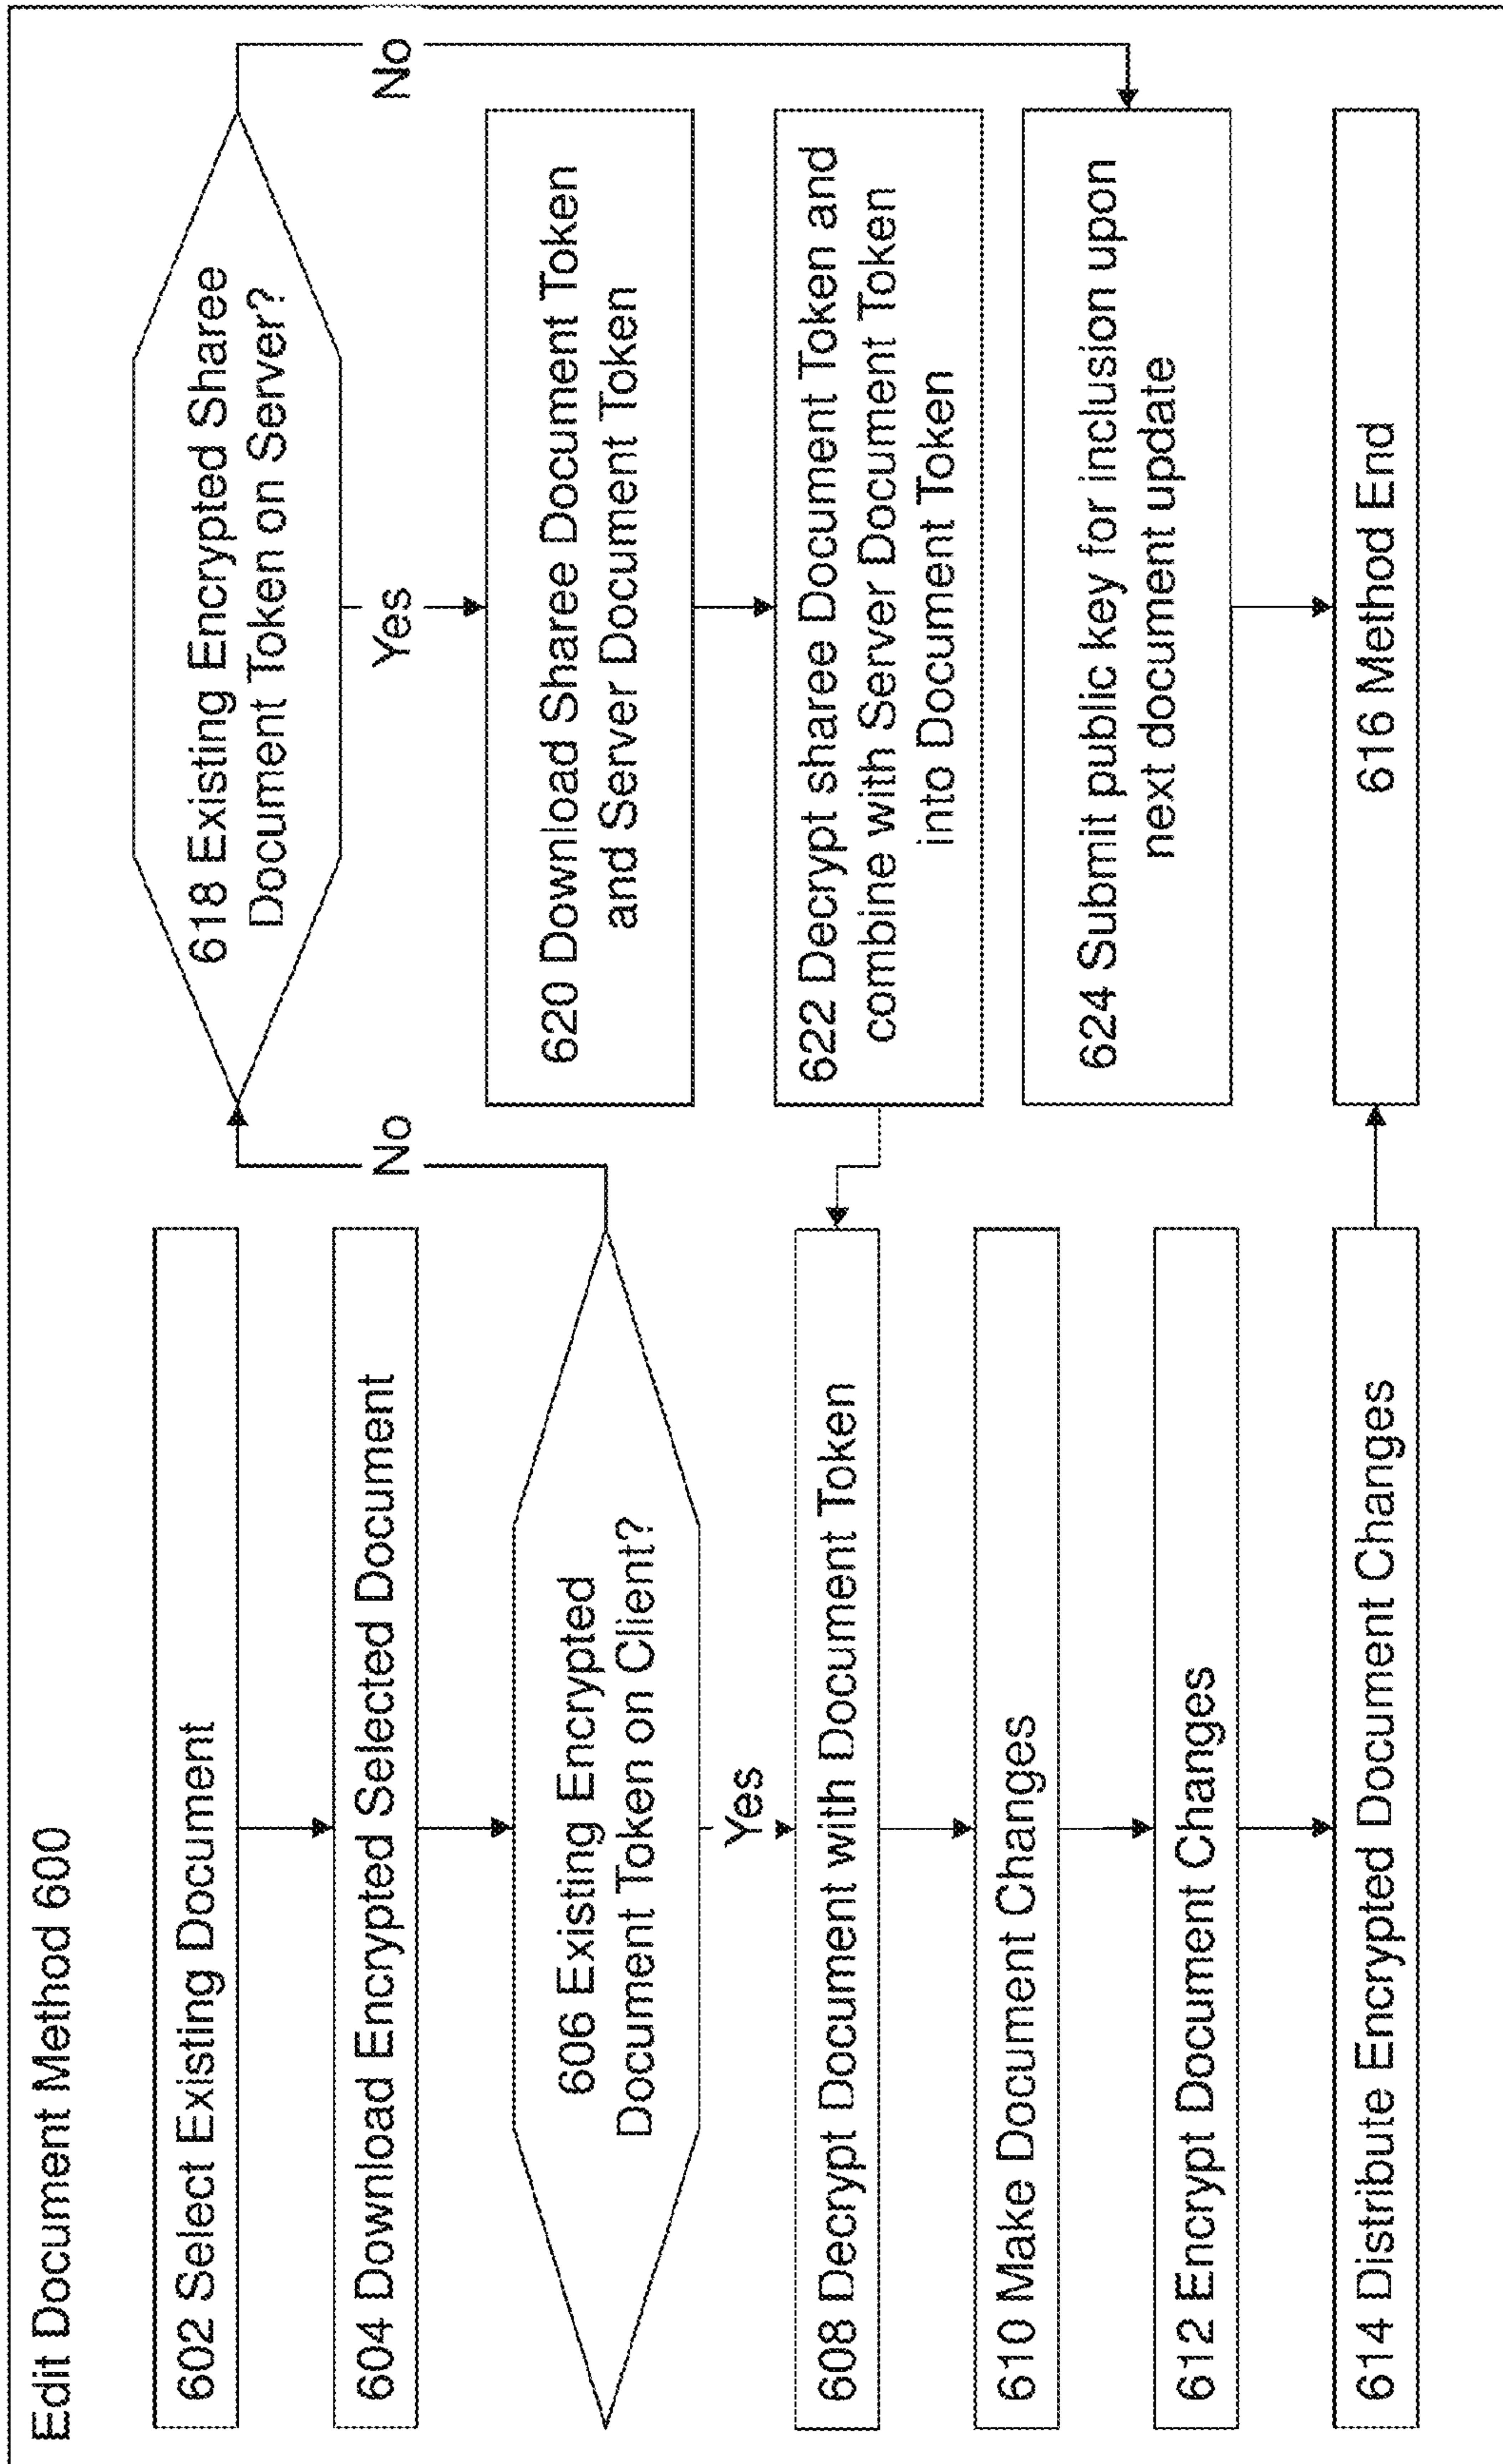 Edit Document Method 600
602 Select Existing Document
604 Download Encrypted Selected Document
606 Existing Encrypted
Document Token on Client?
No
Yes
608 Decrypt Document with Document Token
610 Make Document Changes
612 Encrypt Document Changes
614 Distribute Encrypted Document Changes
618 Existing Encrypted Sharee
Document Token on Server?
No
Yes
620 Download Sharee Document Token
and Server Document Token
622 Decrypt sharee Document Token and
combine with Server Document Token
into Document Token
624 Submit public key for inclusion upon
next document update
616 Method End